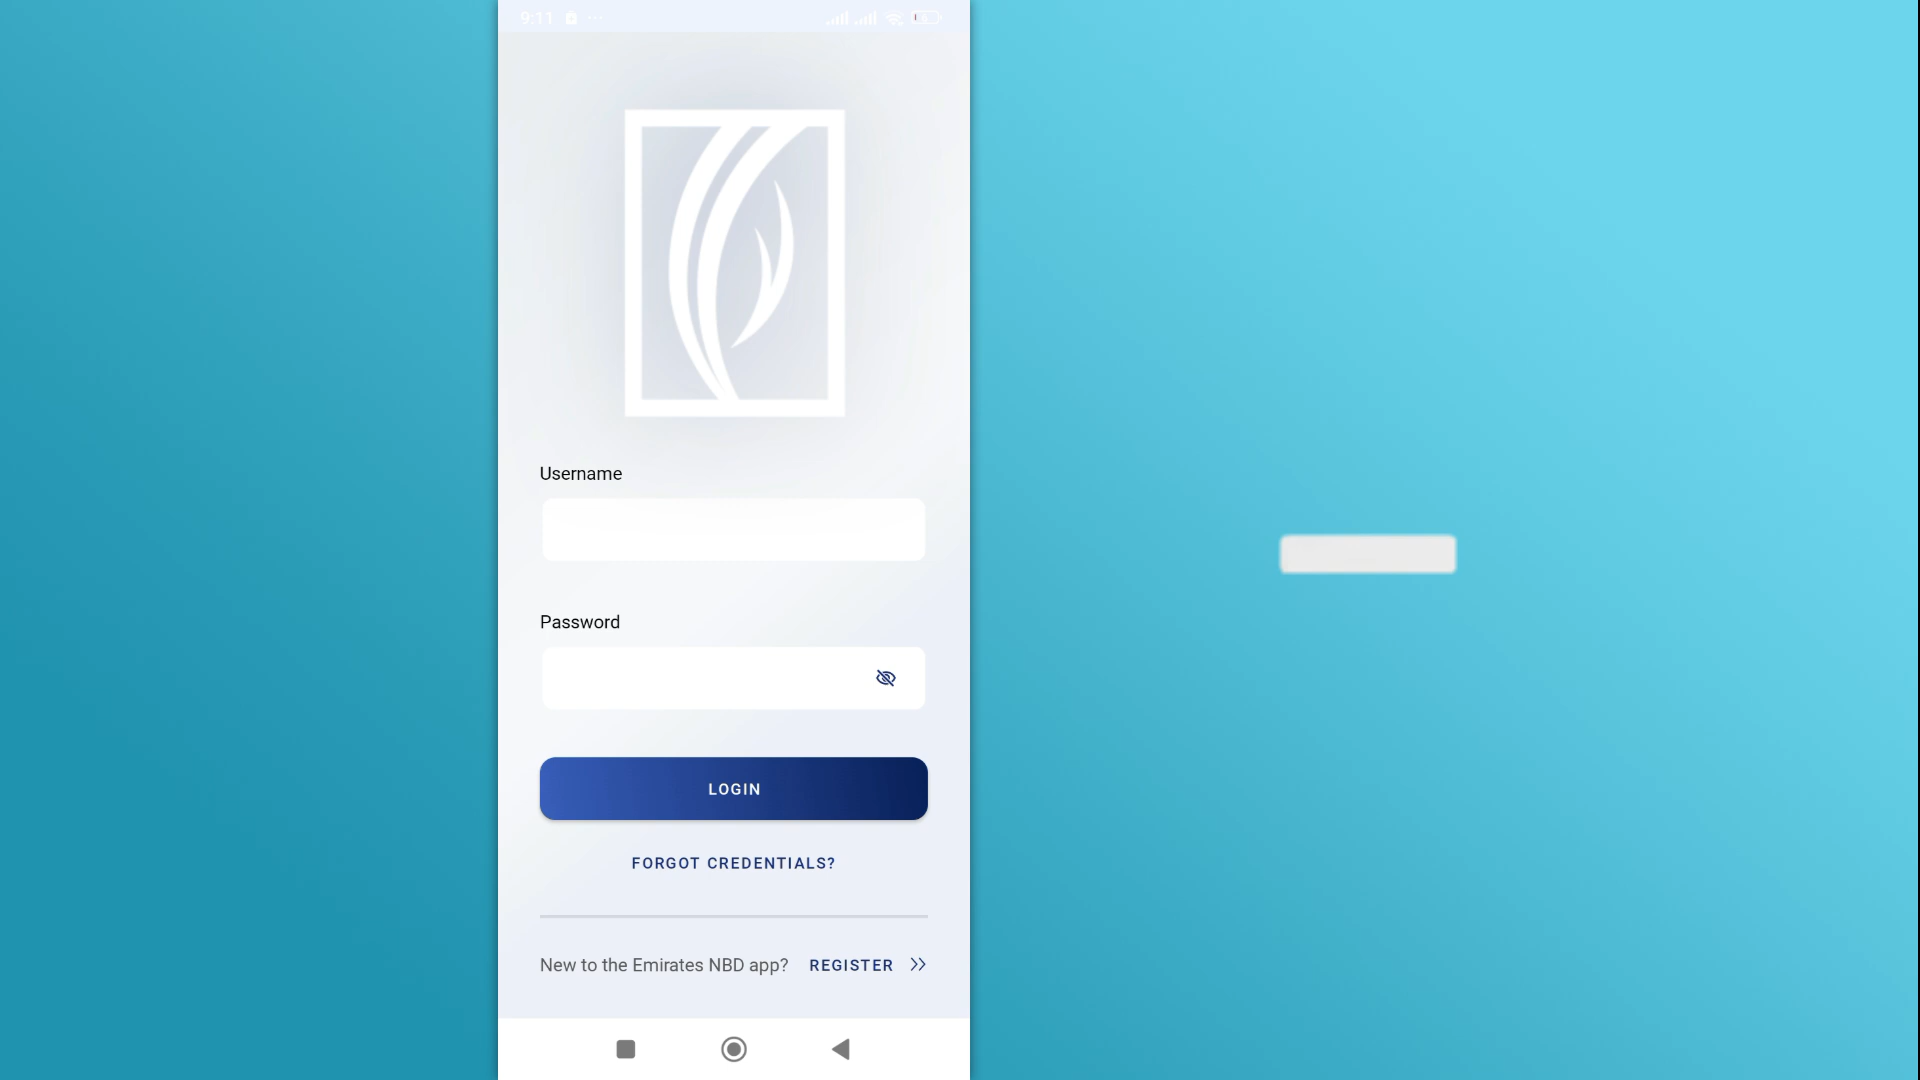 9:11
Username
Password
LOGIN
FORGOT CREDENTIALS?
New to the Emirates NBD app? REGISTER